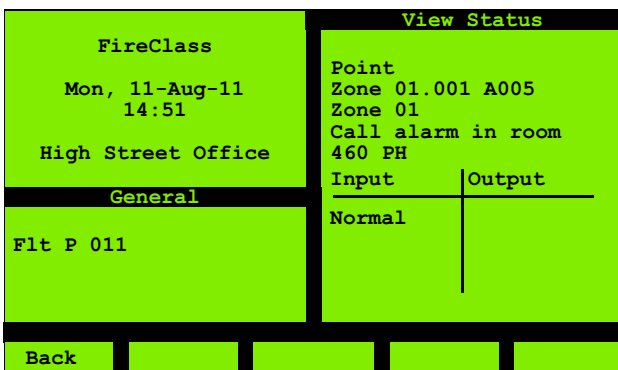 FireClass
Mon, 11-Aug-11
14:51
High Street Office
General
Flt P 011
View Status
Point
Zone 01.001 A005
Zone 01
Call alarm in room
460 PH
Input Output
Normal
Back